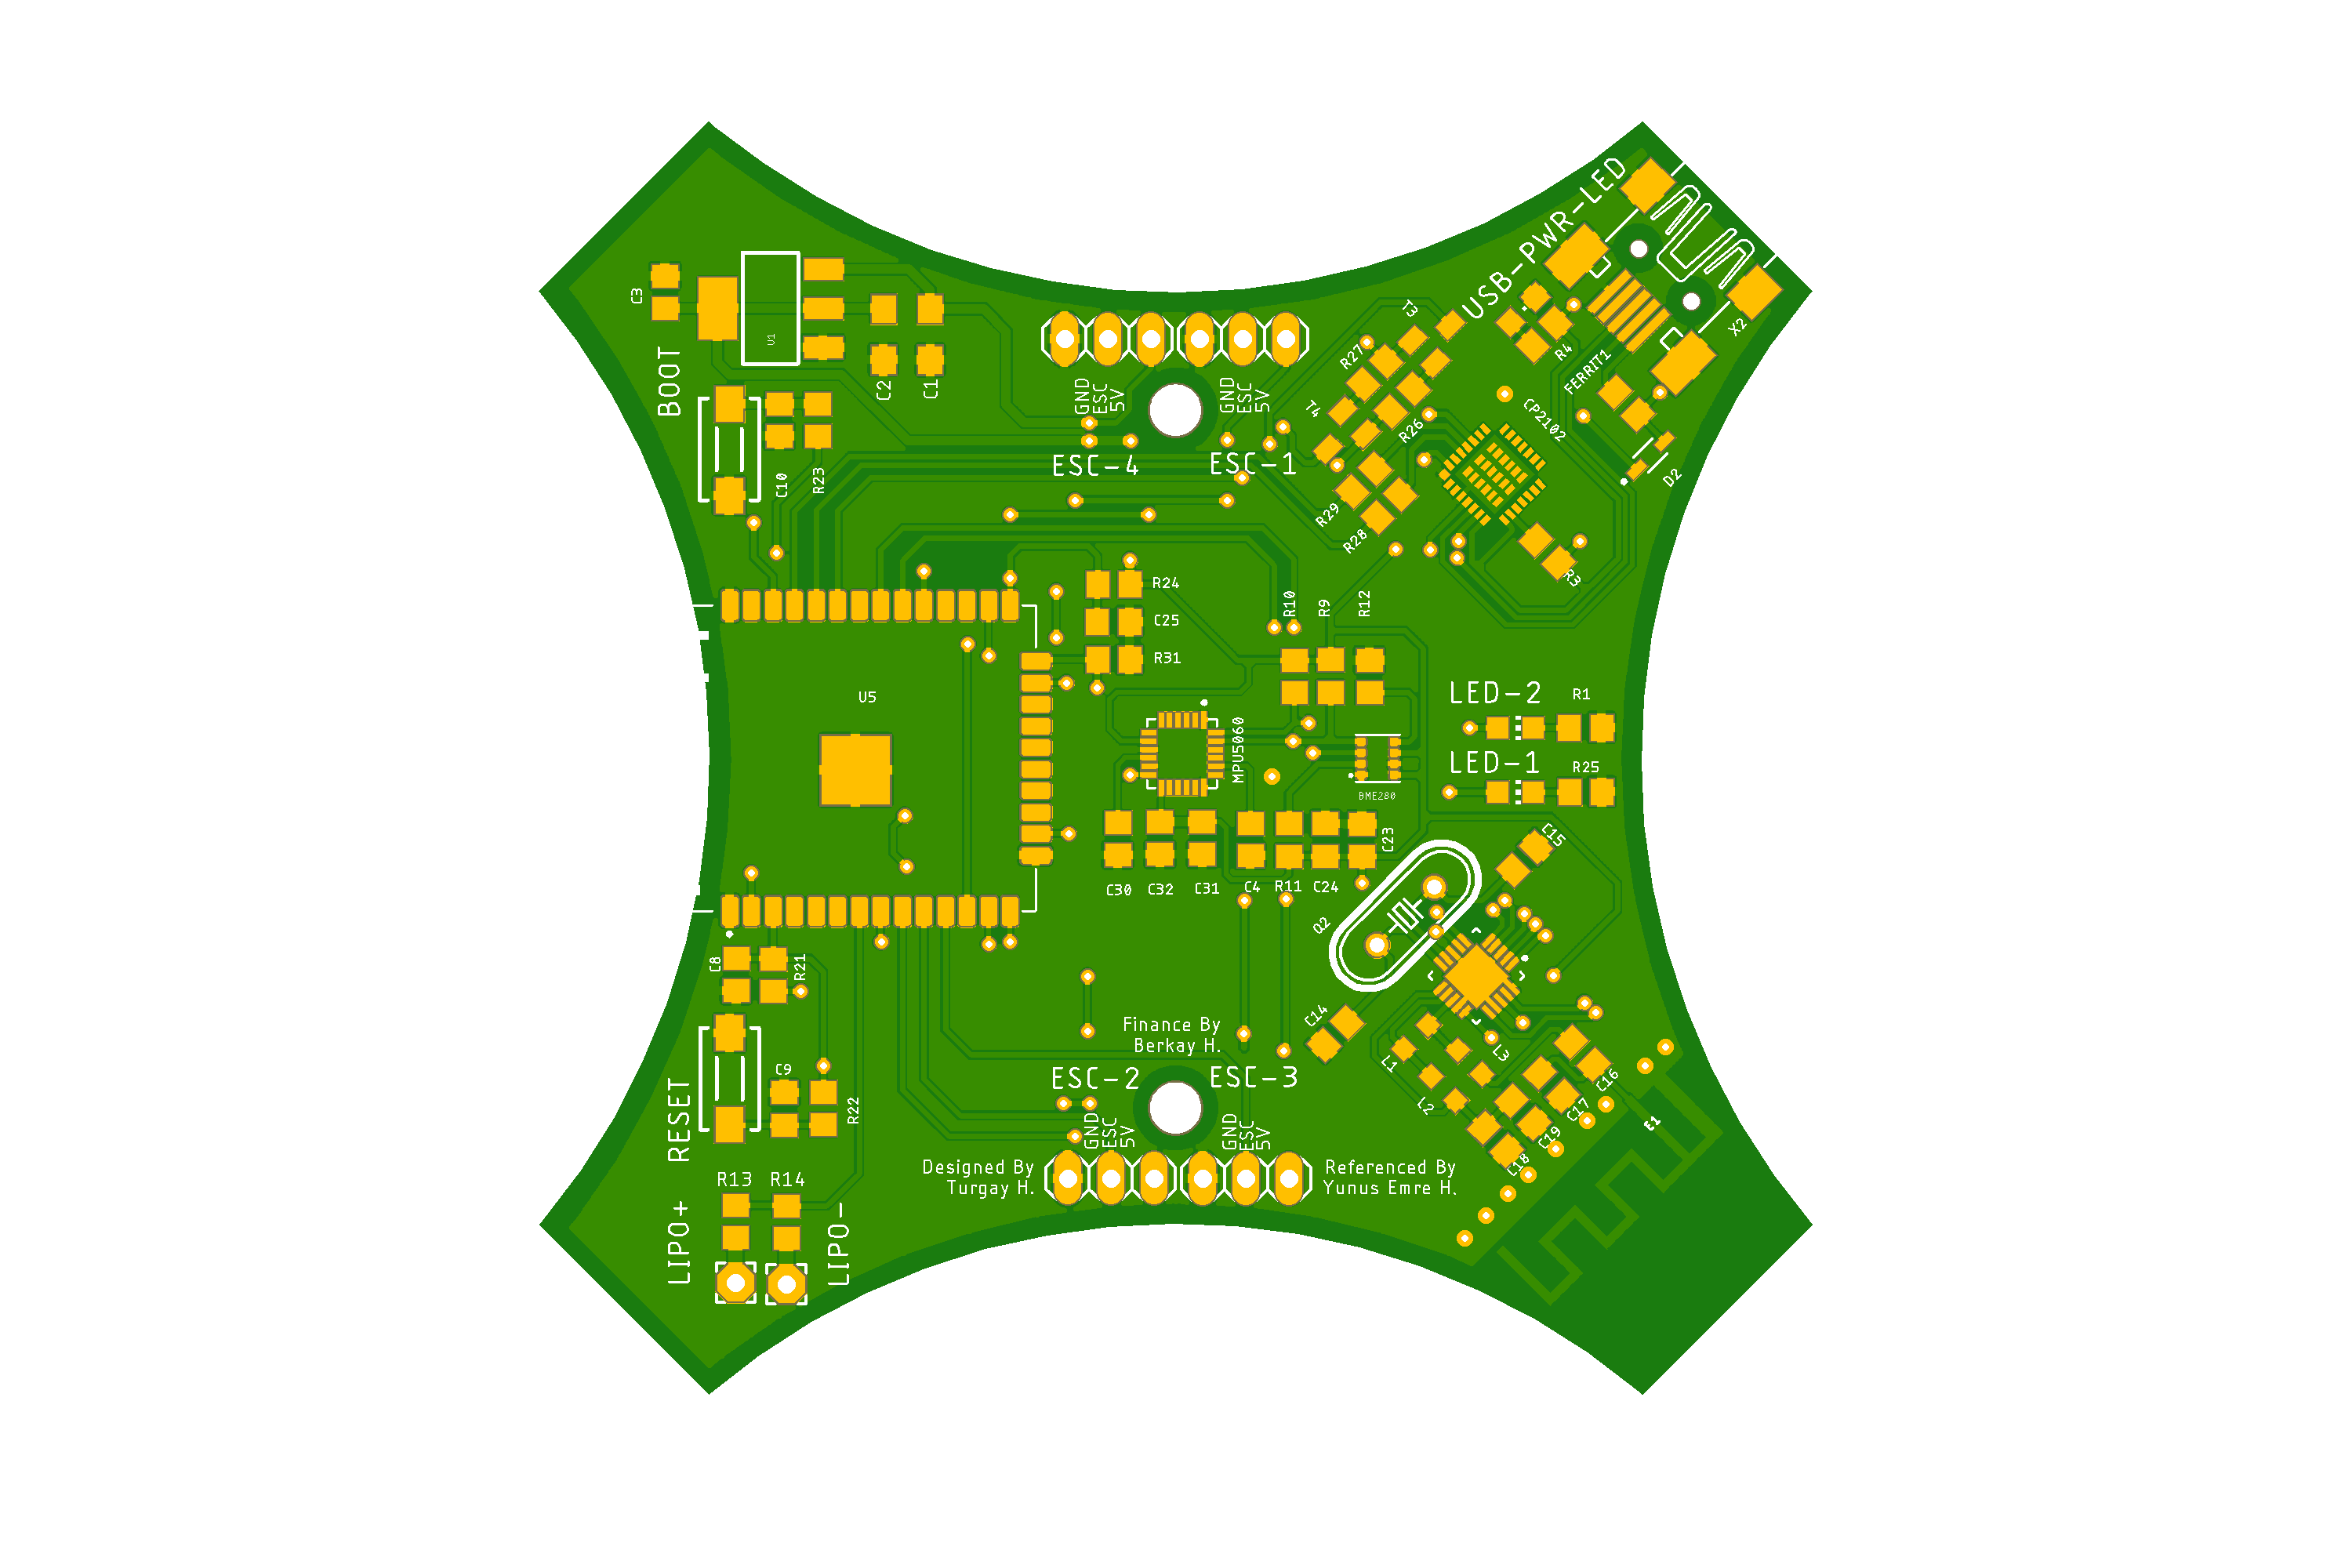 USB-PWR-LED
C3
U1
BOOT
C2
C1
T3
R27
R4
X2
FERRIT1
GND
ESC
5V
GND
ESC
5V
T4
R26
CP2102
C10
R23
ESC-4
ESC-1
D2
R29
R28
R3
R24
C25
R31
R10
R9
R12
U5
LED-2
R1
MPU5060
LED-1
R25
BME280
C23
C15
C30
C32
C31
C4
R11
C24
Q2
C8
R21
C14
Finance By
Berkay H.
L1
L3
C9
ESC-2
ESC-3
RESET
R22
L2
C16
C17
E1
C19
C18
GND
ESC
5V
GND
ESC
5V
Designed By
Turgay H.
Referenced By
Yunus Emre H.
R13
R14
LIPO+
LIPO-